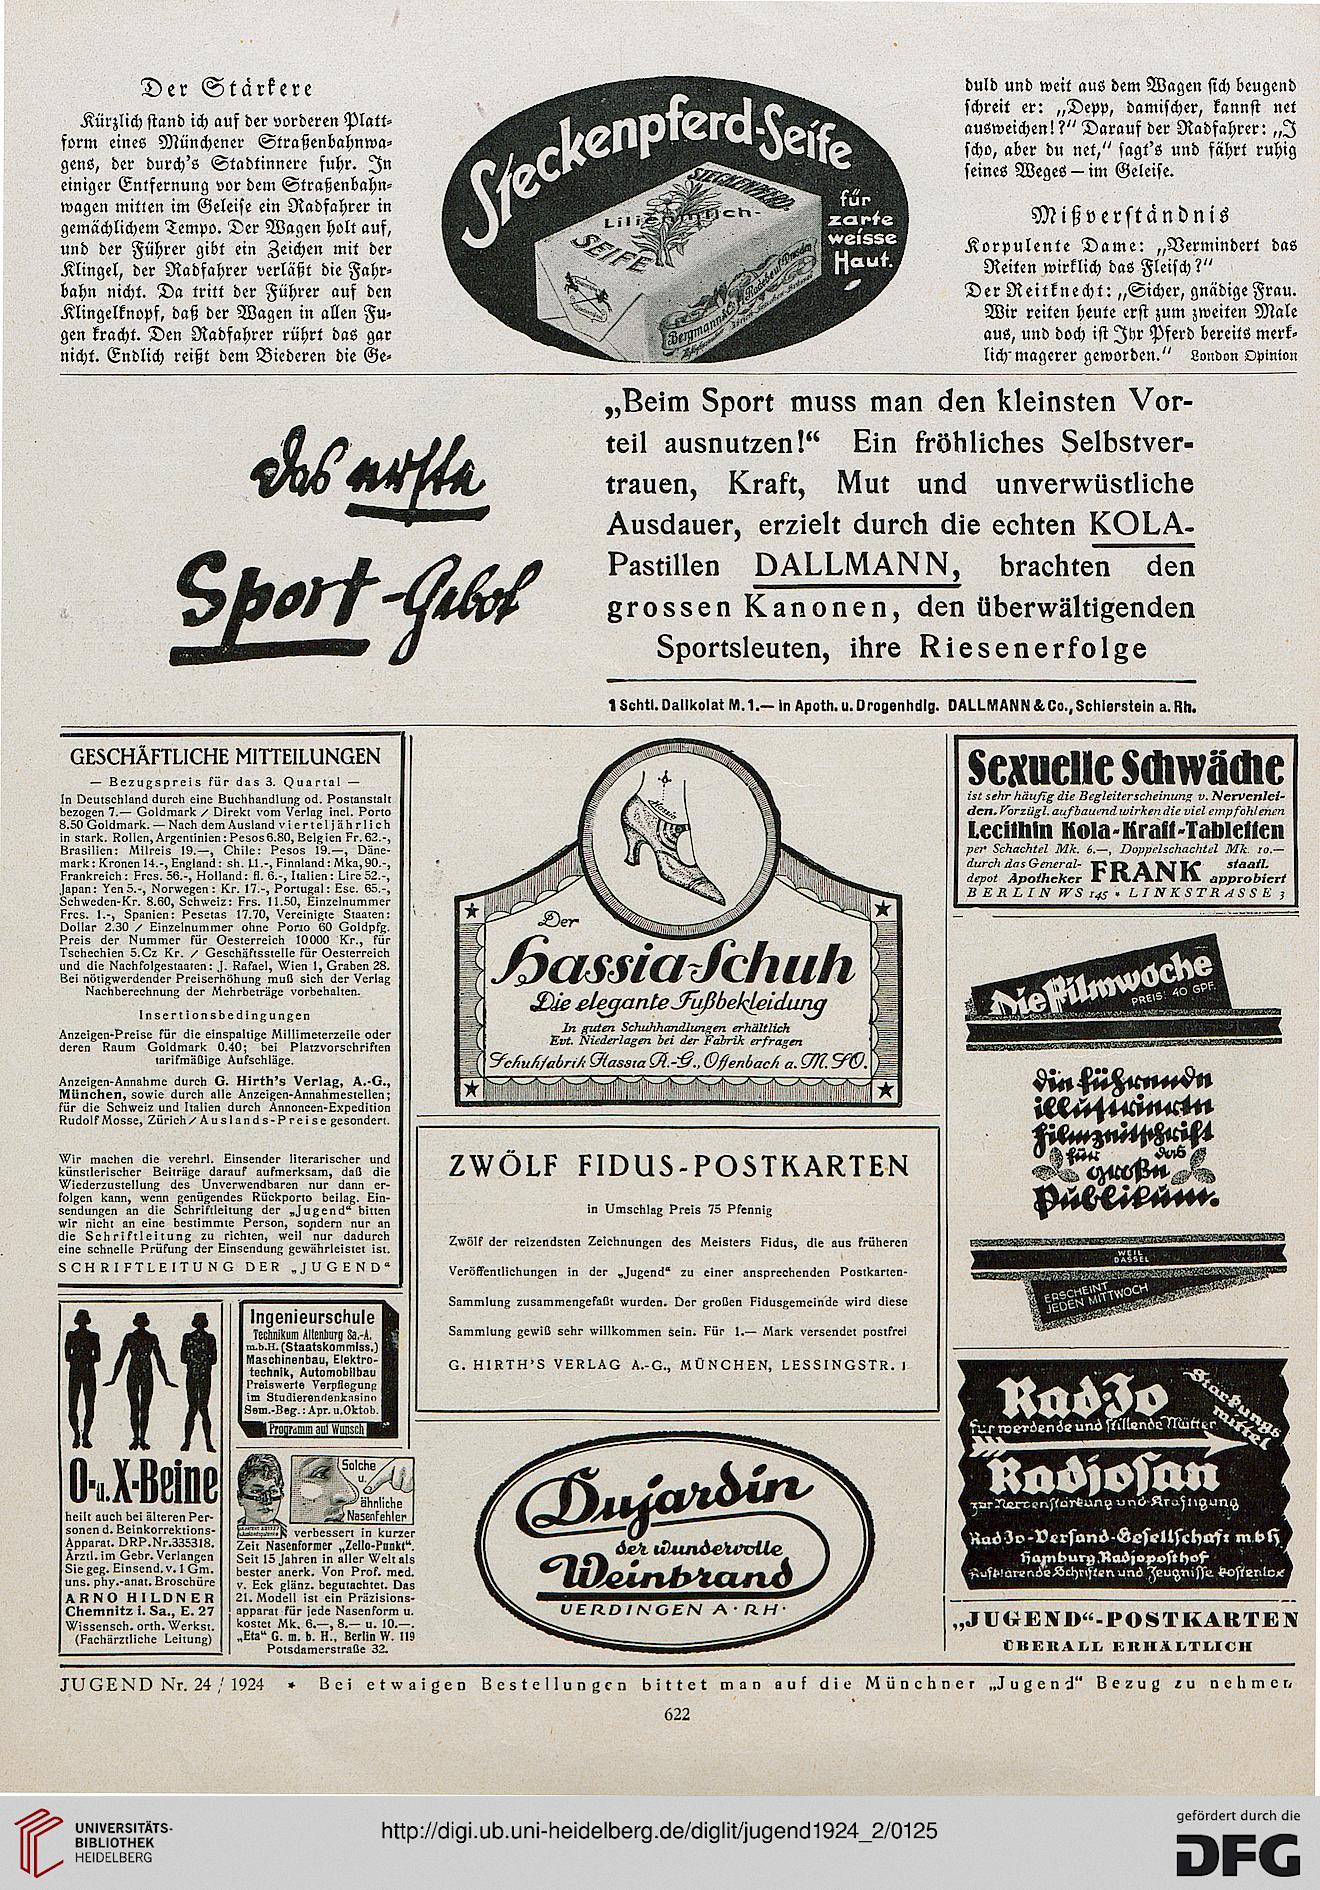 Der Stärkere
Kürzlich stand ich auf der vorderen Platt-
form eines Münchener Straßenbahnwa-
gens, der durch's Stadtinnere fuhr. In
einiger Entfernung vor dem Straßenbahn-
wagen mitten im Geleise ein Radfahrer in
gemächlichem Tempo. Der Wagen holt auf,
und der Führer gibt ein Zeichen mit der
Klingel, der Radfahrer verläßt die Fahr-
bahn nicht. Da tritt der Führer auf den
Klingelknopf, daß der Wagen in allen Fu-
gen kracht. Den Radfahrer rührt das gar
nicht. Endlich reißt dem Biederen die Ge-
Steckenpferd-Seife
für
zarte
weisse
Haut.
STECKENPFERD
Lilienmilch-
SEIFE
Bergmann & Co. Radebeul-Dresden
duld und weit aus dem Wagen sich beugend
schreit er: „Depp, damischer, kannst net
ausweichen!?" Darauf der Radfahrer: „J
scho, aber du net," sagt's und fährt ruhig
seines Weges — im Geleise.
Mißverständnis
Korpulente Dame: „Vermindert das
Reiten wirklich das Fleisch?"
Der Reitknecht: „Sicher, gnädige Frau.
Wir reiten heute erst zum zweiten Male
aus, und doch ist Ihr Pferd bereits merk-
lich magerer geworden." London Opinion
das erste
Sport-Gebot
„Beim Sport muss man den kleinsten Vor-
teil ausnutzen!“ Ein fröhliches Selbstver-
trauen, Kraft, Mut und unverwüstliche
Ausdauer, erzielt durch die echten KOLA-
Pastillen DALLMANN, brachten den
grossen Kanonen, den überwältigenden
Sportsleuten, ihre Riesenerfolge
1 Schtl. Dallkolat M. 1.— in Apoth. u. Drogenhdlg. DALLMANN & Co., Schierstein a. Rh.
GESCHÄFTLICHE MITTEILUNGEN
— Bezugspreis für das 3. Quartal —
In Deutschland durch eine Buchhandlung od. Postanstalt
bezogen 7.— Goldmark / Direkt vom Verlag incl. Porto
8.50 Goldmark. — Nach dem Ausland vierteljährlich
in stark. Rollen, Argentinien: Pesos 6.80, Belgien Fr. 62.-,
Brasilien: Milreis 19.—, Chile: Pesos 19.—, Däne-
mark: Kronen 14.-, England: sh. 11.-, Finnland: Mka, 90.-,
Frankreich: Frcs. 56.-, Holland: fl. 6.-, Italien: Lire 52.-,
Japan: Yen 5.-, Norwegen: Kr. 17.-, Portugal: Esc. 65.-,
Schweden-Kr. 8.60, Schweiz: Frs. 11.50, Einzelnummer
Frcs. 1.-, Spanien: Pesetas 17.70, Vereinigte Staaten:
Dollar 2.30 / Einzelnummer ohne Porto 60 Goldpfg.
Preis der Nummer für Oesterreich 10000 Kr., für
Tschechien 5.Cz Kr. / Geschäftsstelle für Oesterreich
und die Nachfolgestaaten: J. Rafael, Wien 1, Graben 28.
Bei nötigwerdender Preiserhöhung muß sich der Verlag
Nachberechnung der Mehrbeträge vorbehalten.
Insertionsbedingungen
Anzeigen-Preise für die einspaltige Millimeterzeile oder
deren Raum Goldmark 0.40; bei Platzvorschriften
tarifmäßige Aufschläge.
Anzeigen-Annahme durch G. Hirth's Verlag, A.-G.,
München, sowie durch alle Anzeigen-Annahmestellen;
für die Schweiz und Italien durch Annoncen-Expedition
Rudolf Mosse, Zürich / Auslands-Preise gesondert.
Wir machen die verehrl. Einsender literarischer und
künstlerischer Beiträge darauf aufmerksam, daß die
Wiederzustellung des Unverwendbaren nur dann er-
folgen kann, wenn genügendes Rückporto beilag. Ein-
sendungen an die Schriftleitung der „Jugend“ bitten
wir nicht an eine bestimmte Person, sondern nur an
die Schriftleitung zu richten, weil nur dadurch
eine schnelle Prüfung der Einsendung gewährleistet ist.
SCHRIFTLEITUNG DER „JUGEND“
O- u. X-Beine
heilt auch bei älteren Per-
sonen d. Beinkorrektions-
Apparat. DRP.Nr.335318.
Ärztl. im Gebr. Verlangen
Sie geg. Einsend. v. 1 Gm.
uns. phy.-anat. Broschüre
ARNO HILDNER
Chemnitz i. Sa., E. 27
Wissensch. orth. Werkst.
(Fachärztliche Leitung)
Ingenieurschule
Technikum Altenburg Sa.-A.
m.b.H. (Staatskommiss.)
Maschinenbau, Elektro-
technik, Automobilbau
Preiswerte Verpflegung
im Studierendenkasino
Sem.-Beg.: Apr. u. Oktob.
Programm auf Wunsch
Solche
u.
ähnliche
Nasenfehler
verbessert in kurzer
Zeit Nasenformer „Zello-Punkt“.
Seit 15 Jahren in aller Welt als
bester anerk. Von Prof. med.
v. Eck glänz. begutachtet. Das
21. Modell ist ein Präzisions-
apparat für jede Nasenform u.
kostet Mk. 6.—, 8.— u. 10.—.
„Eta“ G. m. b. H., Berlin W. 119
Potsdamerstraße 32.
Hassia
Der
Hassia-Schuh
Die elegante Fußbekleidung
In guten Schuhhandlungen erhältlich
Evt. Niederlagen bei der Fabrik erfragen
Schuhfabrik Hassia A.-G., Offenbach a. M. SO.
ZWÖLF FIDUS-POSTKARTEN
in Umschlag Preis 75 Pfennig
Zwölf der reizendsten Zeichnungen des Meisters Fidus, die aus früheren
Veröffentlichungen in der „Jugend“ zu einer ansprechenden Postkarten-
Sammlung zusammengefaßt wurden. Der großen Fidusgemeinde wird diese
Sammlung gewiß sehr willkommen sein. Für 1.— Mark versendet postfrei
G. HIRTH'S VERLAG A.-G., MÜNCHEN, LESSINGSTR. 1
Dujardin
der wundervolle
Weinbrand
UERDINGEN A·RH·
Sexuelle Schwäche
ist sehr häufig die Begleiterscheinung v. Nervenlei-
den. Vorzügl. aufbauend wirken die viel empfohlenen
Lecithin Kola-Kraft-Tabletten
per Schachtel Mk. 6.—, Doppelschachtel Mk. 10.—
durch das General- FRANK staatl.
depot Apotheker approbiert
BERLIN WS 145 * LINKSTRASSE 3
Die Filmwoche
PREIS: 40 GPF.
die führende
illustrierte
Filmzeitschrift
für das
große
Publikum.
WEIL
DASSEL
ERSCHEINT
JEDEN MITTWOCH
RadJo
Stärkungs
mittel
für werdende und stillende Mütter
Radjosan
zur Nervenstärkung und Kräftigung
RadJo-Versand-Gesellschaft m.b.H
Hamburg, Radjoposthof
Aufklärende Schriften und Zeugnisse kostenlos
„JUGEND“-POSTKARTEN
ÜBERALL ERHÄLTLICH
JUGEND Nr. 24 / 1924 * Bei etwaigen Bestellungen bittet man auf die Münchner „Jugend“ Bezug zu nehmen
622
UNIVERSITÄTS-
BIBLIOTHEK
HEIDELBERG
http://digi.ub.uni-heidelberg.de/diglit/jugend1924_2/0125
gefördert durch die
DFG